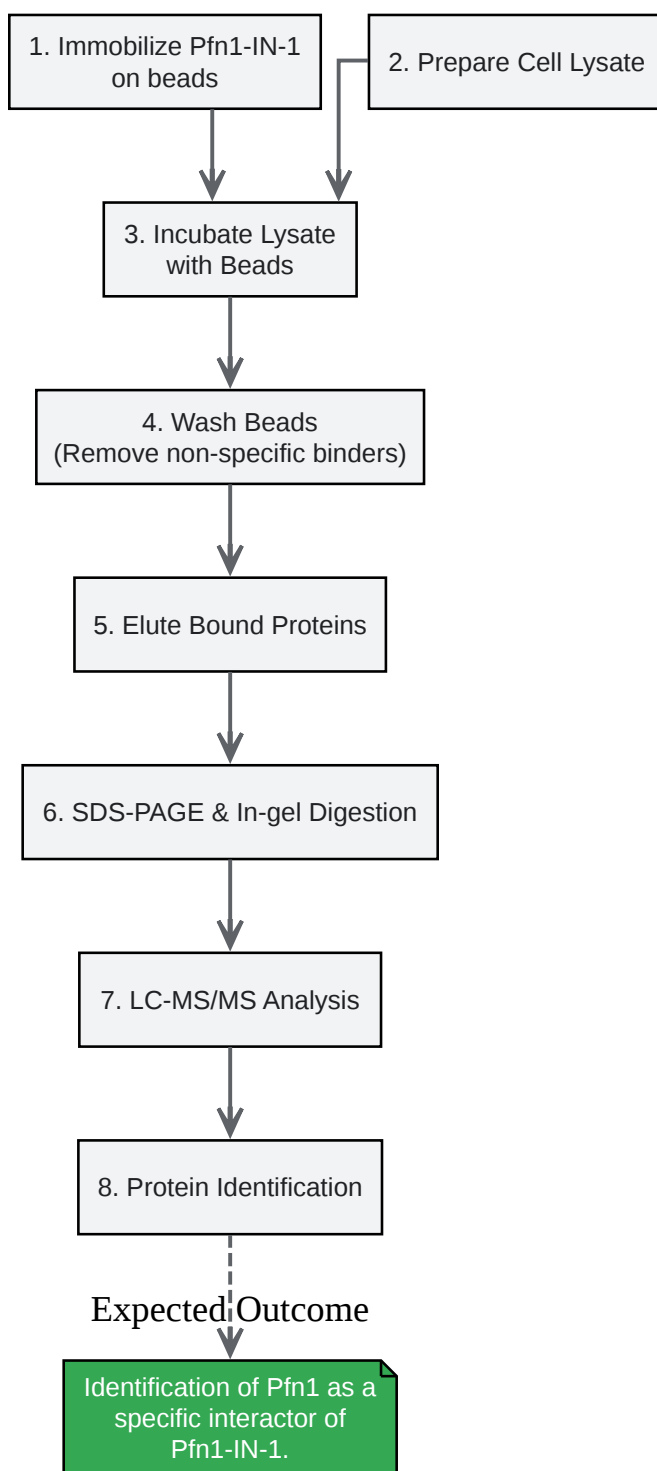 1. Immobilize Pfn1-IN-1
on beads
2. Prepare Cell Lysate
3. Incubate Lysate
with Beads
4. Wash Beads
(Remove non-specific binders)
5. Elute Bound Proteins
6. SDS-PAGE & In-gel Digestion
7. LC-MS/MS Analysis
8. Protein Identification
Expected Outcome
Identification of Pfn1 as a
specific interactor of
Pfn1-IN-1.